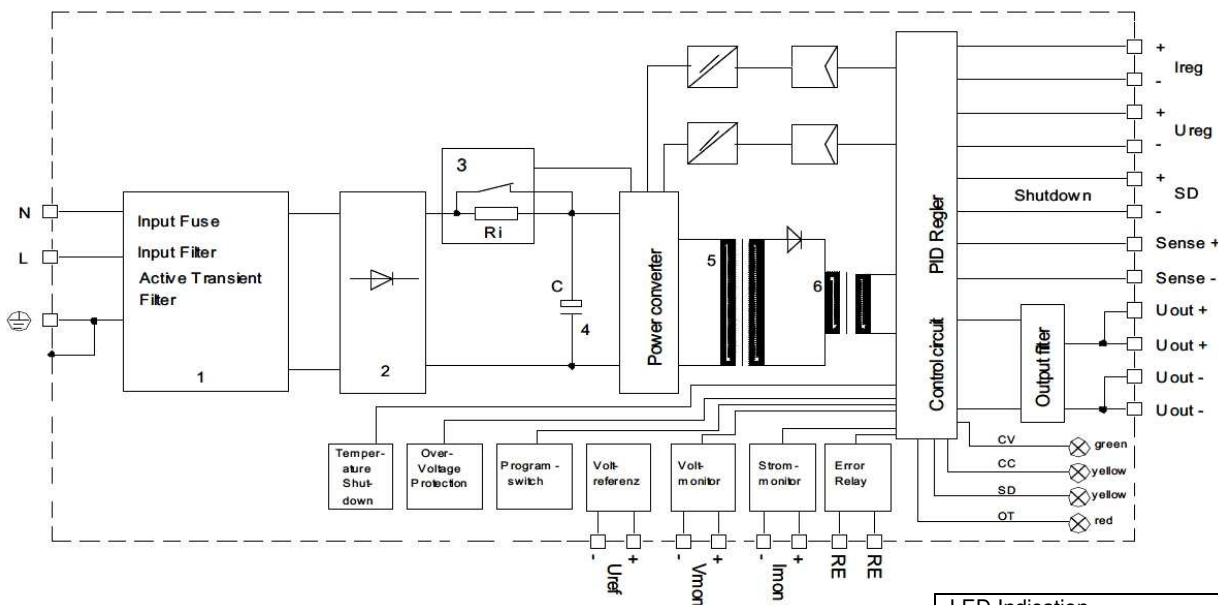 +
Ireg
-
+
Ureg
-
+
Shutdown
SD
-
Sense +
Sense -
Uout +
Uout +
Uout -
Uout -
N
L
Input Fuse
Input Filter
Active Transient
Filter
1
2
3
Ri
C
4
Power converter
5
6
PID Regler
Control circuit
Output filter
CV
green
CC
yellow
SD
yellow
OT
red
Temper-
ature
Shut-
down
Over-
Voltage
Protection
Program-
switch
Volt-
referenz
Volt-
monitor
Strom-
monitor
Error
Relay
- +
Uref
- +
Vmon
- +
Imon
RE
RE
LED Indication